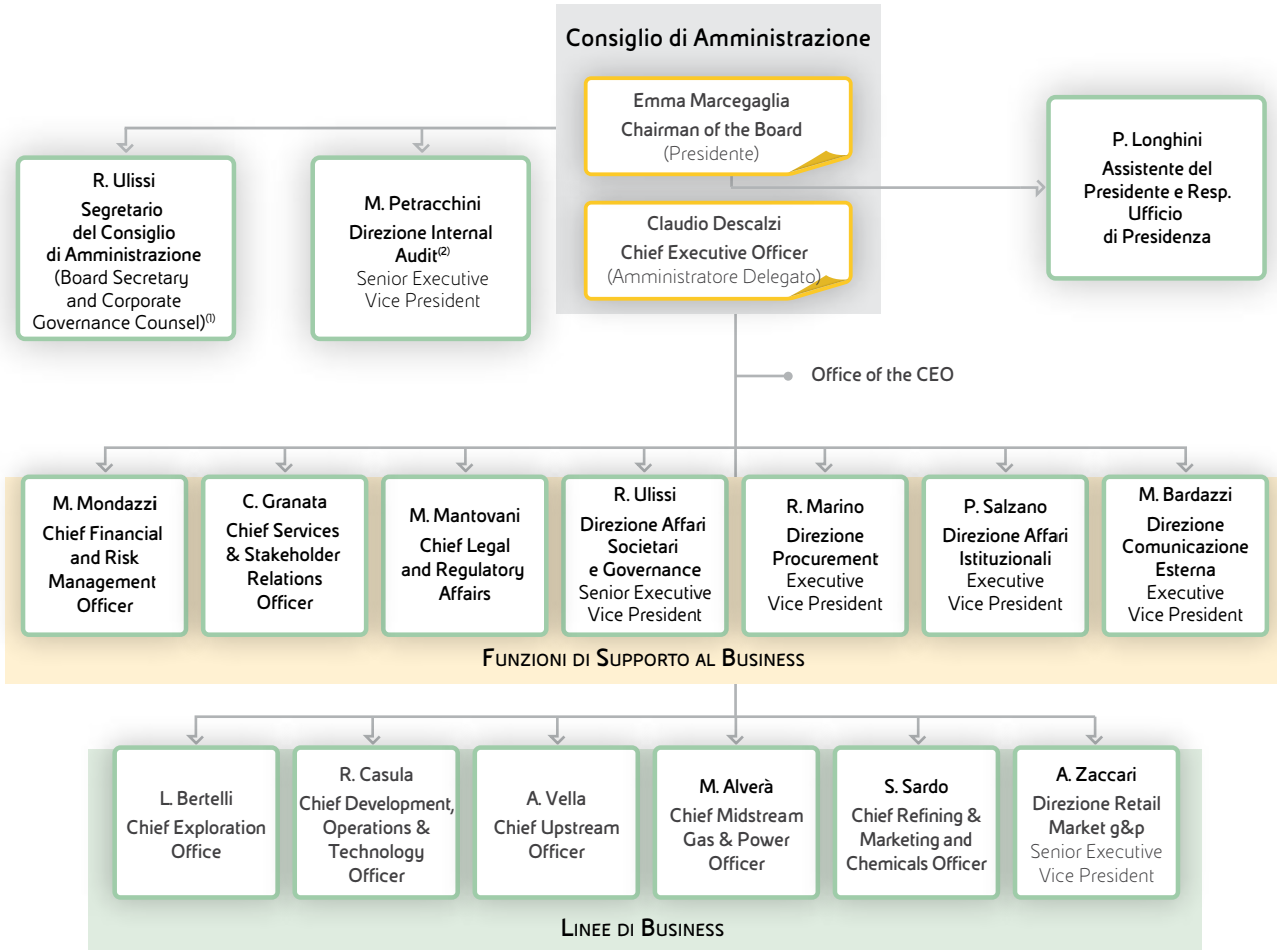 Consiglio di Amministrazione
Emma Marcegaglia
Chairman of the Board
(Presidente)
Claudio Descalzi
Chief Executive Officer
(Amministratore Delegato)
R. Ulissi
Segretario
del Consiglio
di Amministrazione
(Board Secretary
and Corporate
Governance Counsel)(1)
M. Petracchini
Direzione Internal
Audit(2)
Senior Executive
Vice President
P. Longhini
Assistente del
Presidente e Resp.
Ufficio
di Presidenza
Office of the CEO
M. Mondazzi
Chief Financial
and Risk
Management
Officer
C. Granata
Chief Services
& Stakeholder
Relations
Officer
M. Mantovani
Chief Legal
and Regulatory
Affairs
R. Ulissi
Direzione Affari
Societari
e Governance
Senior Executive
Vice President
R. Marino
Direzione
Procurement
Executive
Vice President
P. Salzano
Direzione Affari
Istituzionali
Executive
Vice President
M. Bardazzi
Direzione
Comunicazione
Esterna
Executive
Vice President
Funzioni di Supporto al Business
L. Bertelli
Chief Exploration
Office
R. Casula
Chief Development,
Operations &
Technology
Officer
A. Vella
Chief Upstream
Officer
M. Alverà
Chief Midstream
Gas & Power
Officer
S. Sardo
Chief Refining &
Marketing and
Chemicals Officer
A. Zaccari
Direzione Retail
Market g&p
Senior Executive
Vice President
Linee di Business